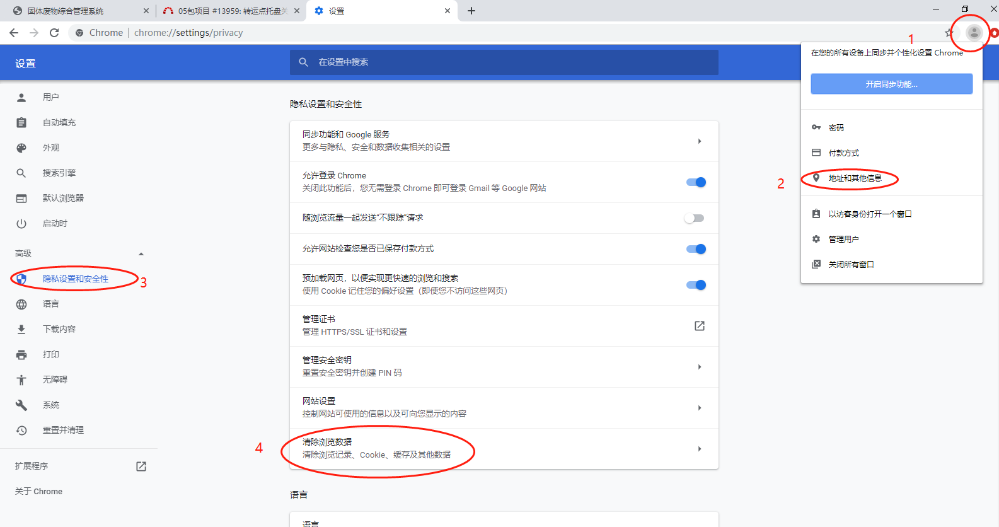 固体废物综合管理系统
05包项目 #13959: 转运点托盘关
设置
Chrome
chrome://settings/privacy
1
设置
在设置中搜索
在您的所有设备上同步并个性化设置 Chrome
开启同步功能...
密码
付款方式
地址和其他信息
2
以访客身份打开一个窗口
管理用户
关闭所有窗口
用户
自动填充
外观
搜索引擎
默认浏览器
启动时
高级
隐私设置和安全性
3
语言
下载内容
打印
无障碍
系统
重置并清理
扩展程序
关于 Chrome
隐私设置和安全性
同步功能和 Google 服务
更多与隐私、安全和数据收集相关的设置
允许登录 Chrome
关闭此功能后，您无需登录 Chrome 即可登录 Gmail 等 Google 网站
随浏览流量一起发送“不跟踪”请求
允许网站检查您是否已保存付款方式
预加载网页，以便实现更快速的浏览和搜索
使用 Cookie 记住您的偏好设置（即使您不访问这些网页）
管理证书
管理 HTTPS/SSL 证书和设置
管理安全密钥
重置安全密钥并创建 PIN 码
网站设置
控制网站可使用的信息以及可向您显示的内容
4
清除浏览数据
清除浏览记录、Cookie、缓存及其他数据
语言
语言